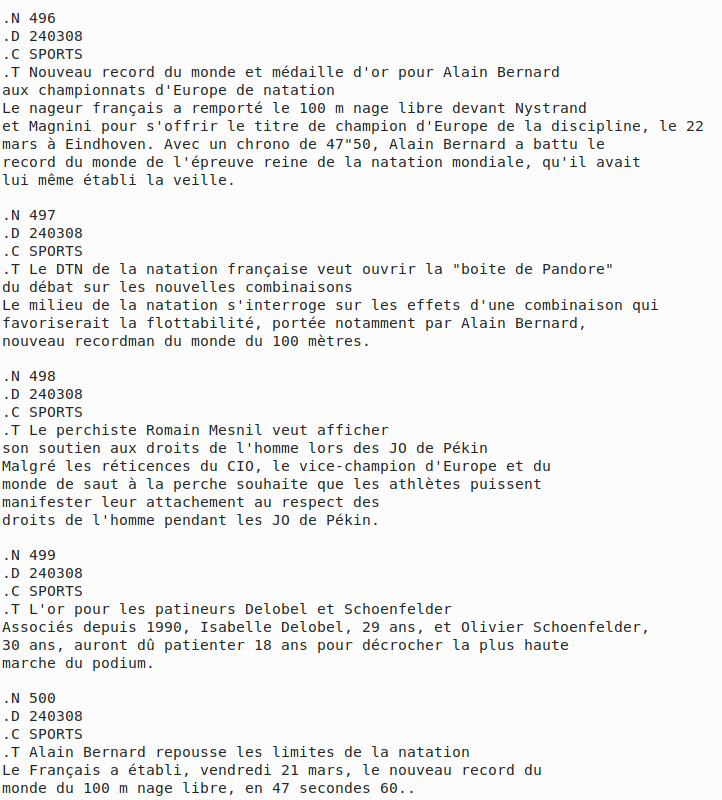 .N 496
.D 240308
.C SPORTS
.T Nouveau record du monde et médaille d'or pour Alain Bernard
aux championnats d'Europe de natation
Le nageur français a remporté le 100 m nage libre devant Nystrand
et Magnini pour s'offrir le titre de champion d'Europe de la discipline, le 22
mars à Eindhoven. Avec un chrono de 47"50, Alain Bernard a battu le
record du monde de l'épreuve reine de la natation mondiale, qu'il avait
lui même établi la veille.
.N 497
.D 240308
.C SPORTS
.T Le DTN de la natation française veut ouvrir la "boite de Pandore"
du débat sur les nouvelles combinaisons
Le milieu de la natation s'interroge sur les effets d'une combinaison qui
favoriserait la flottabilité, portée notamment par Alain Bernard,
nouveau recordman du monde du 100 mètres.
.N 498
.D 240308
.C SPORTS
.T Le perchiste Romain Mesnil veut afficher
son soutien aux droits de l'homme lors des JO de Pékin
Malgré les réticences du CIO, le vice-champion d'Europe et du
monde de saut à la perche souhaite que les athlètes puissent
manifester leur attachement au respect des
droits de l'homme pendant les JO de Pékin.
.N 499
.D 240308
.C SPORTS
.T L'or pour les patineurs Delobel et Schoenfelder
Associés depuis 1990, Isabelle Delobel, 29 ans, et Olivier Schoenfelder,
30 ans, auront dû patienter 18 ans pour décrocher la plus haute
marche du podium.
.N 500
.D 240308
.C SPORTS
.T Alain Bernard repousse les limites de la natation
Le Français a établi, vendredi 21 mars, le nouveau record du
monde du 100 m nage libre, en 47 secondes 60..